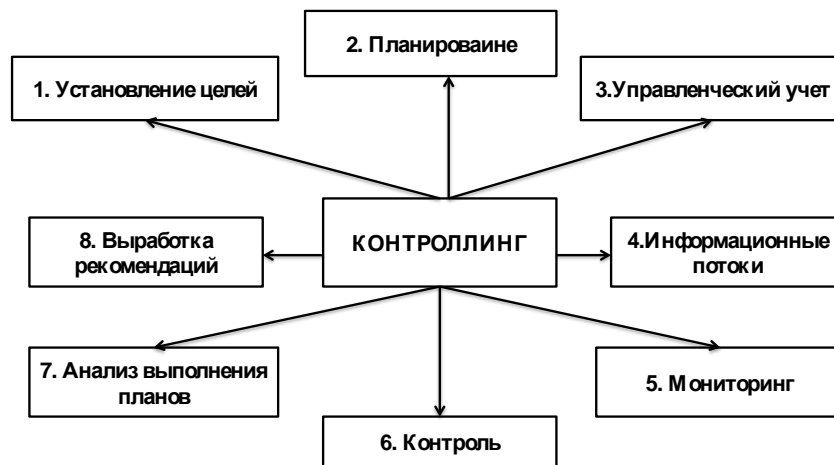 1. Установление целей
2. Планироваине
3.Управленческий учет
КОНТРОЛЛИНГ
4.Информационные
потоки
5. Мониторинг
6. Контроль
7. Анализ выполнения
планов
8. Выработка
рекомендаций